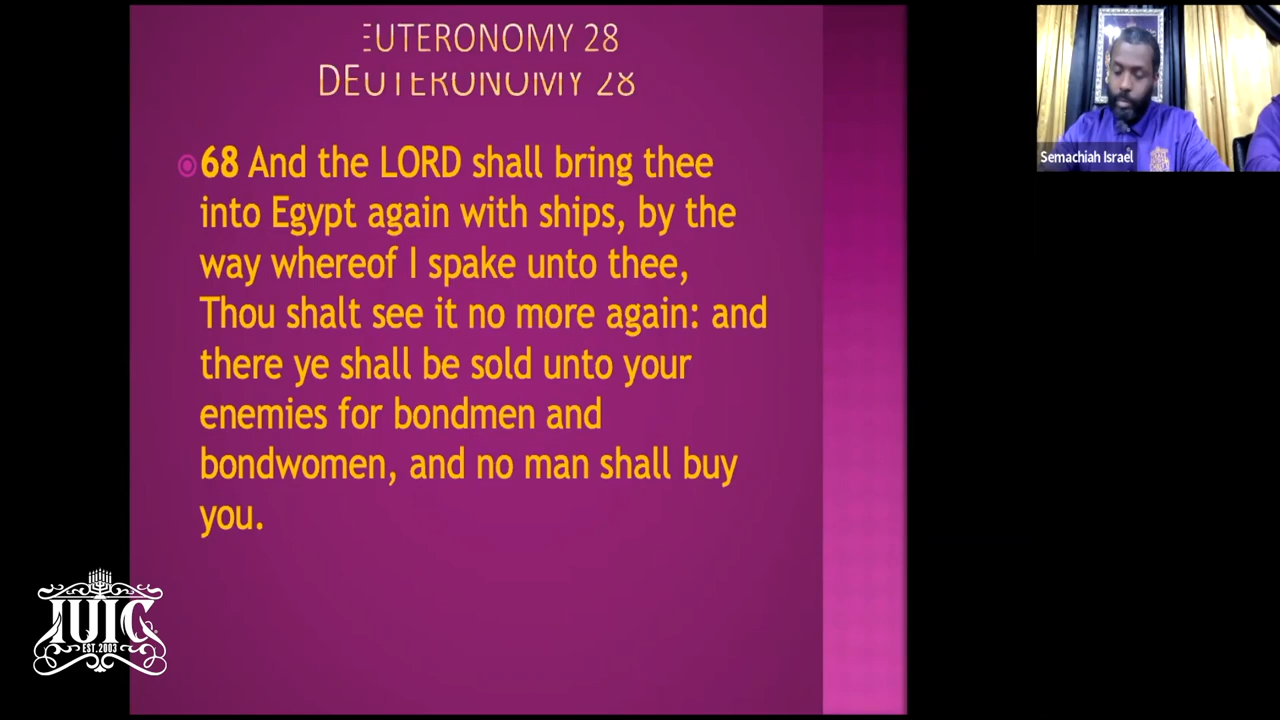 EUTERONOMY 28
DEUTERONOMY 28
68 And the LORD shall bring thee
into Egypt again with ships, by the
way whereof I spake unto thee,
Thou shalt see it no more again: and
there ye shall be sold unto your
enemies for bondmen and
bondwomen, and no man shall buy
you.
Semachiah Israel
IUIC
EST. 2003